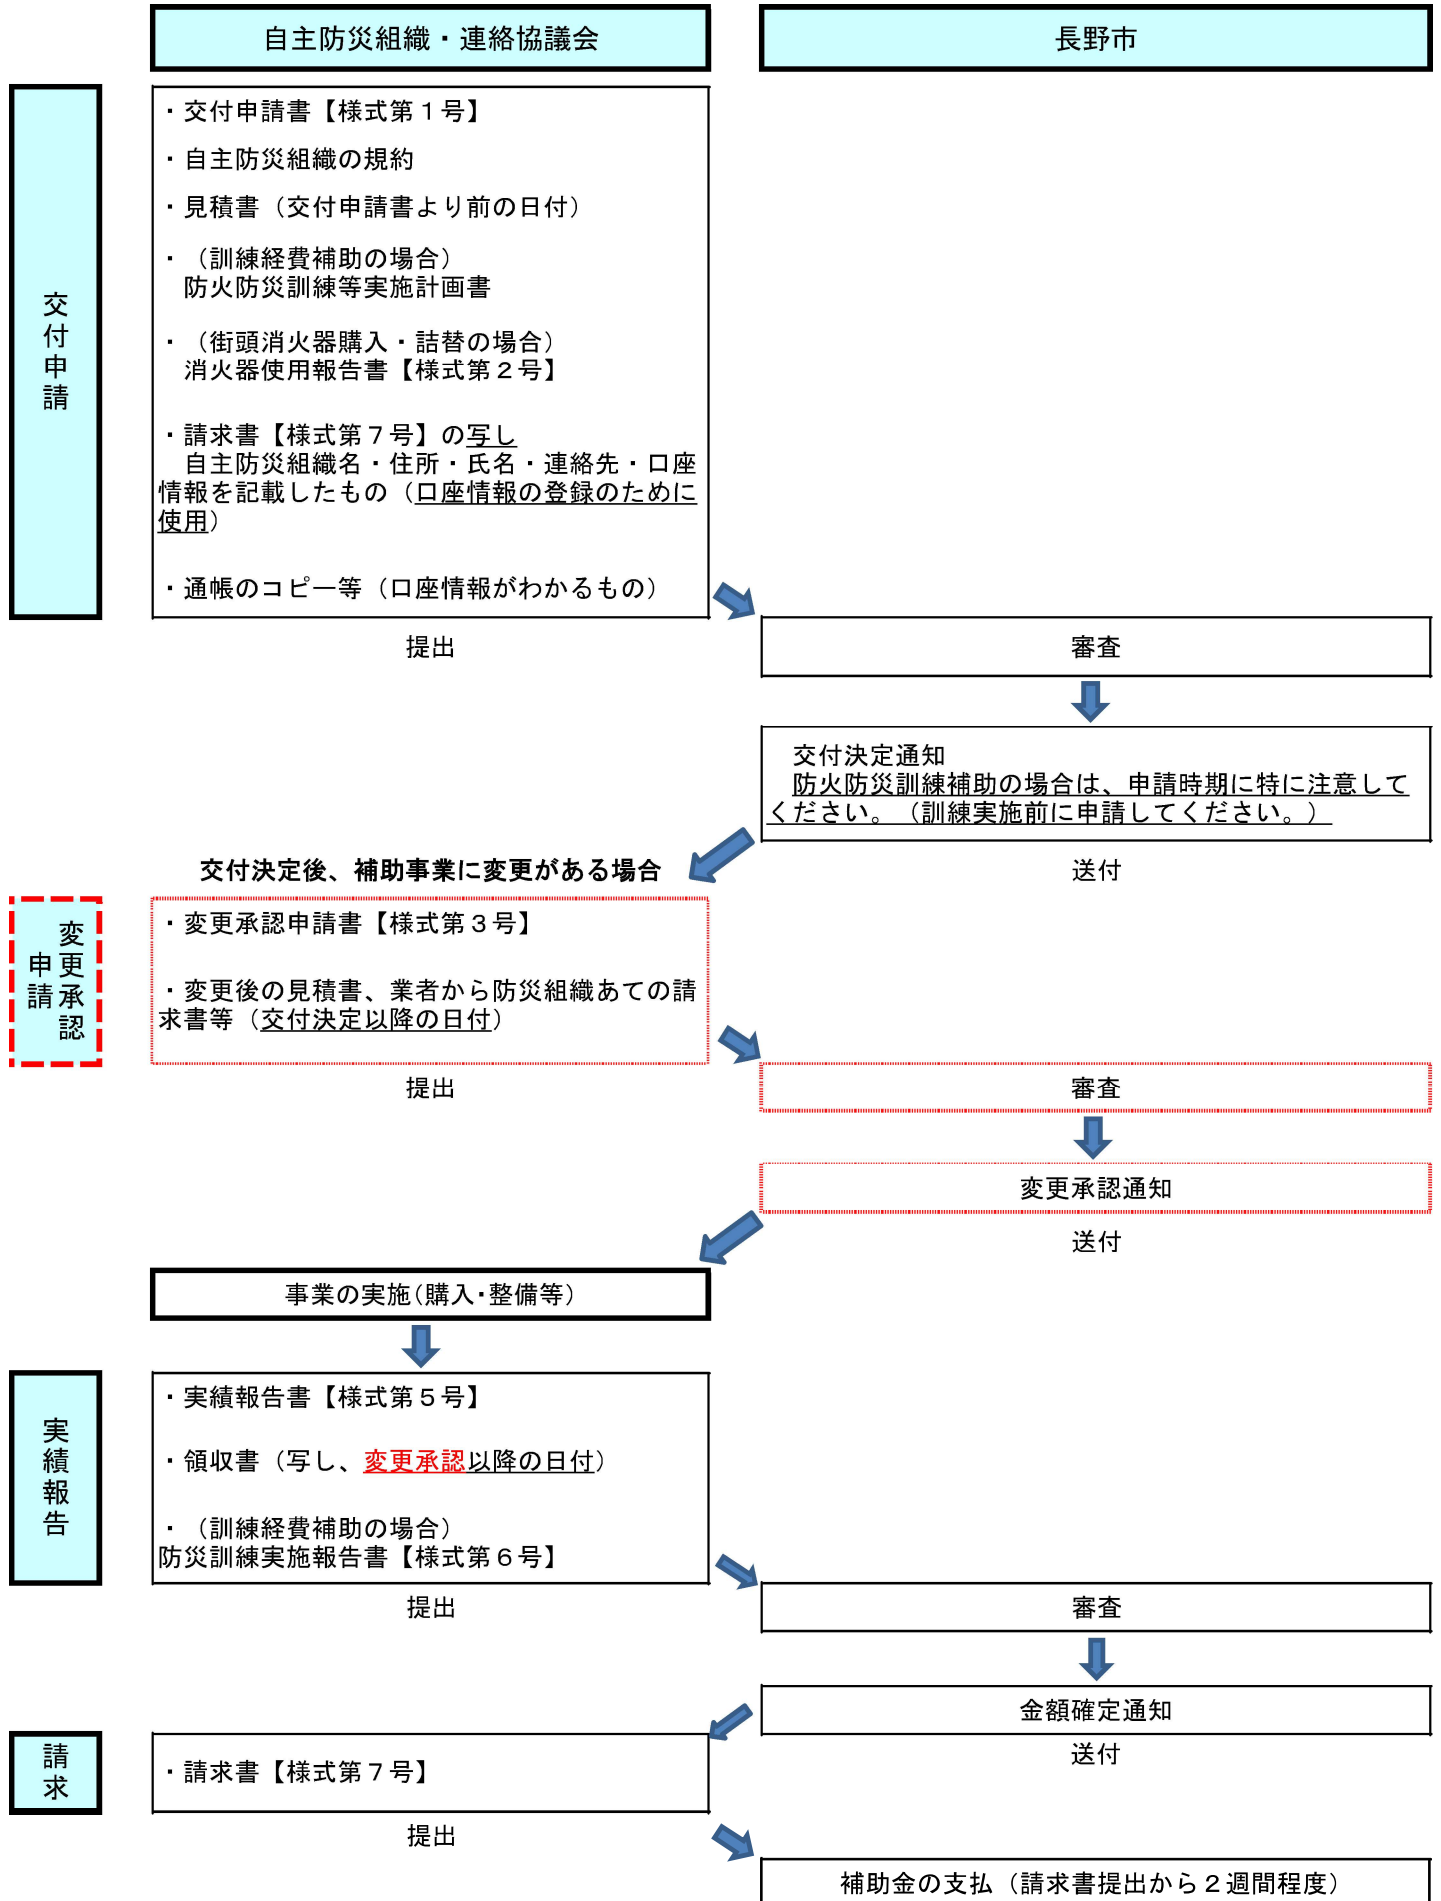 自主防災組織・連絡協議会
長野市
交付申請
・交付申請書【様式第１号】
・自主防災組織の規約
・見積書（交付申請書より前の日付）
・（訓練経費補助の場合）
防火防災訓練等実施計画書
・（街頭消火器購入・詰替の場合）
消火器使用報告書【様式第２号】
・請求書【様式第７号】の写し
自主防災組織名・住所・氏名・連絡先・口座
情報を記載したもの（口座情報の登録のために
使用）
・通帳のコピー等（口座情報がわかるもの）
提出
審査
交付決定通知
防火防災訓練補助の場合は、申請時期に特に注意して
ください。（訓練実施前に申請してください。）
送付
交付決定後、補助事業に変更がある場合
変更承認
申請
・変更承認申請書【様式第３号】
・変更後の見積書、業者から防災組織あての請
求書等（交付決定以降の日付）
提出
審査
変更承認通知
送付
事業の実施(購入・整備等)
実績報告
・実績報告書【様式第５号】
・領収書（写し、変更承認以降の日付）
・（訓練経費補助の場合）
防災訓練実施報告書【様式第６号】
提出
審査
金額確定通知
送付
請求
・請求書【様式第７号】
提出
補助金の支払（請求書提出から２週間程度）